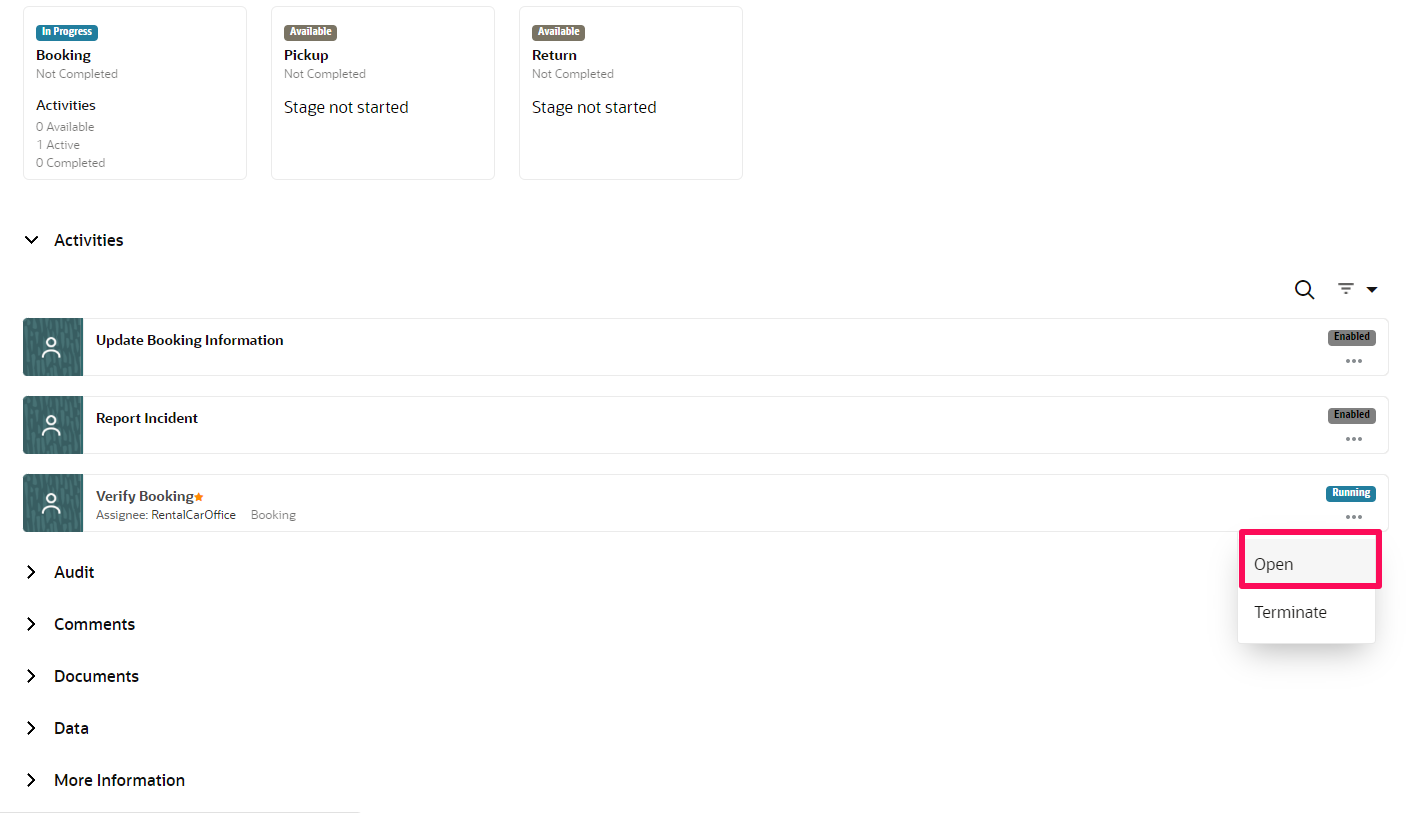 In Progress
Booking
Not Completed
Activities
0 Available
1 Active
0 Completed
Available
Pickup
Not Completed
Stage not started
Available
Return
Not Completed
Stage not started
Activities
Update Booking Information
Enabled
Report Incident
Enabled
Verify Booking
Running
Assignee: RentalCarOffice Booking
Open
Terminate
Audit
Comments
Documents
Data
More Information